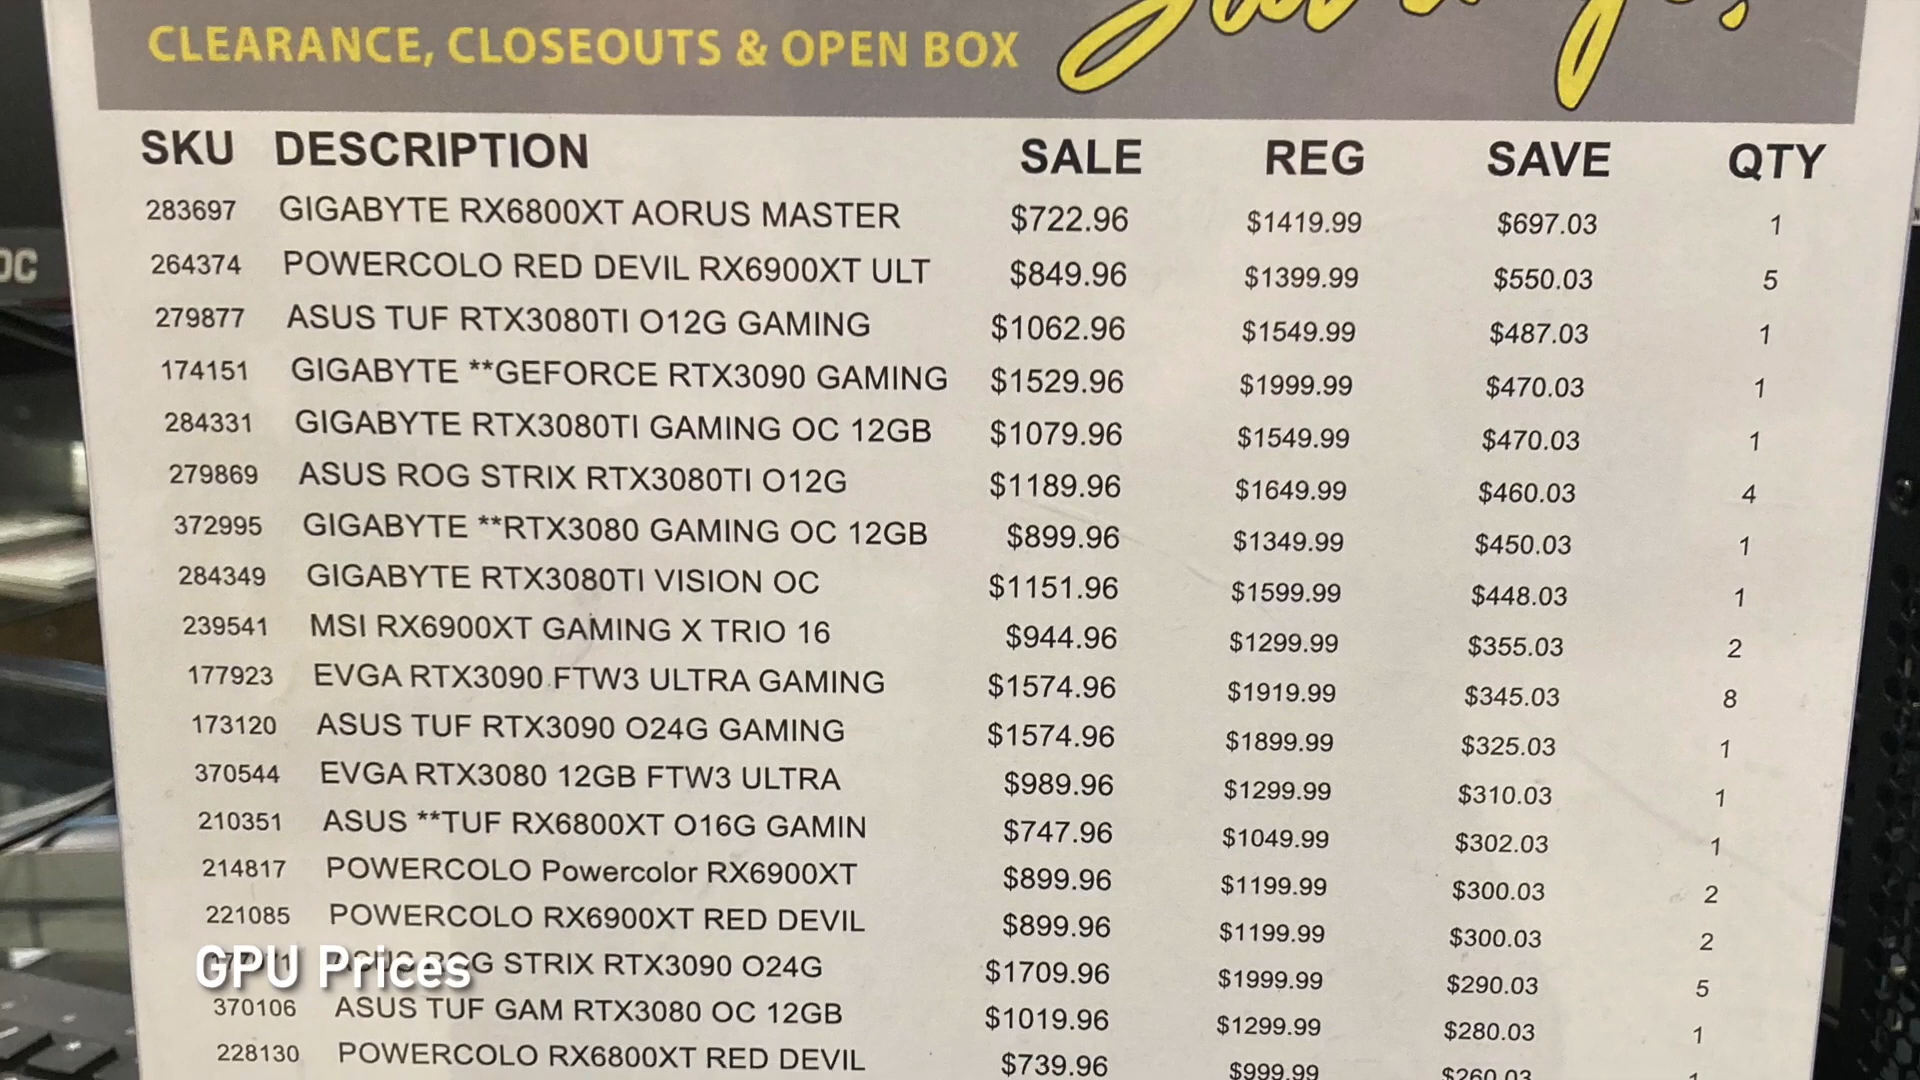 CLEARANCE, CLOSEOUTS & OPEN BOX
SKU DESCRIPTION SALE REG SAVE QTY
283697 GIGABYTE RX6800XT AORUS MASTER $722.96 $1419.99 $697.03 1
264374 POWERCOLO RED DEVIL RX6900XT ULT $849.96 $1399.99 $550.03 5
279877 ASUS TUF RTX3080TI O12G GAMING $1062.96 $1549.99 $487.03 1
174151 GIGABYTE **GEFORCE RTX3090 GAMING $1529.96 $1999.99 $470.03 1
284331 GIGABYTE RTX3080TI GAMING OC 12GB $1079.96 $1549.99 $470.03 1
279869 ASUS ROG STRIX RTX3080TI O12G $1189.96 $1649.99 $460.03 4
372995 GIGABYTE **RTX3080 GAMING OC 12GB $899.96 $1349.99 $450.03 1
284349 GIGABYTE RTX3080TI VISION OC $1151.96 $1599.99 $448.03 1
239541 MSI RX6900XT GAMING X TRIO 16 $944.96 $1299.99 $355.03 2
177923 EVGA RTX3090 FTW3 ULTRA GAMING $1574.96 $1919.99 $345.03 8
173120 ASUS TUF RTX3090 O24G GAMING $1574.96 $1899.99 $325.03 1
370544 EVGA RTX3080 12GB FTW3 ULTRA $989.96 $1299.99 $310.03 1
210351 ASUS **TUF RX6800XT O16G GAMIN $747.96 $1049.99 $302.03 1
214817 POWERCOLO Powercolor RX6900XT $899.96 $1199.99 $300.03 2
221085 POWERCOLO RX6900XT RED DEVIL $899.96 $1199.99 $300.03 2
STRIX RTX3090 O24G $1709.96 $1999.99 $290.03 5
GPU Prices
370106 ASUS TUF GAM RTX3080 OC 12GB $1019.96 $1299.99 $280.03 1
228130 POWERCOLO RX6800XT RED DEVIL $739.96 $999.99 $260.03 1